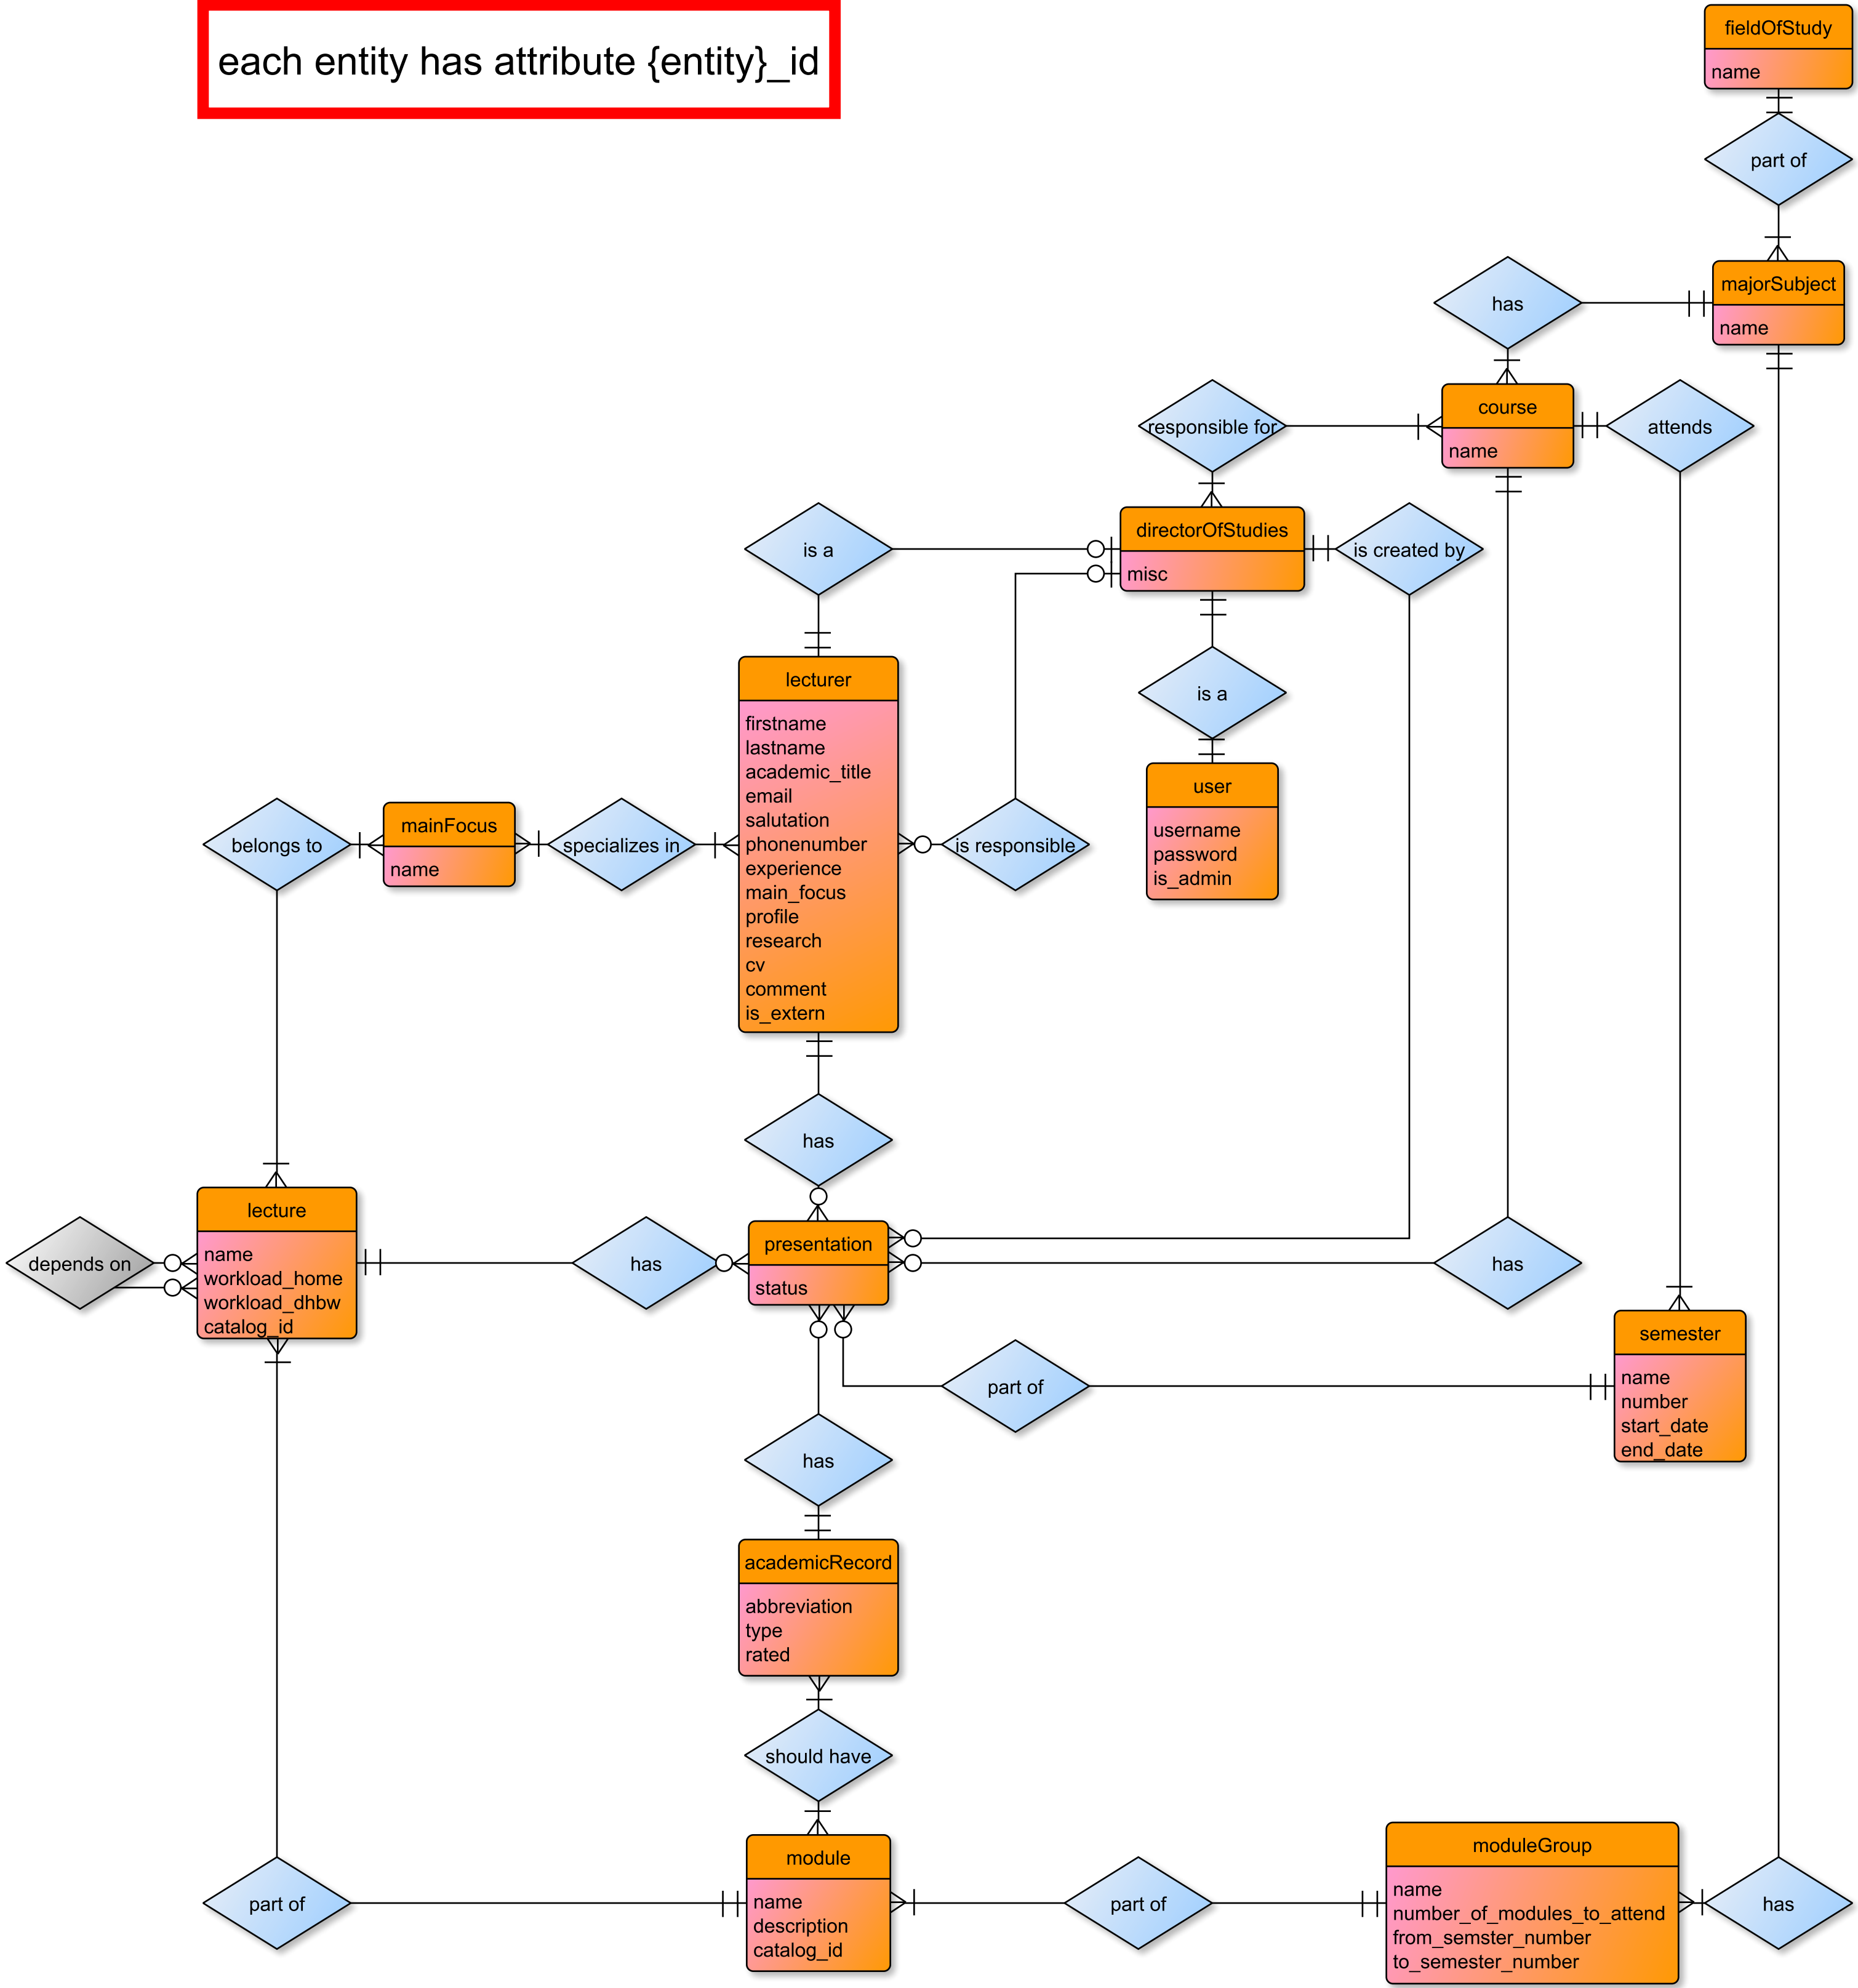 each entity has attribute {entity}_id
fieldOfStudy
name
part of
majorSubject
name
has
course
name
attends
responsible for
directorOfStudies
misc
is created by
is a
is a
user
username
password
is_admin
lecturer
firstname
lastname
academic_title
email
salutation
phonenumber
experience
main_focus
profile
research
cv
comment
is_extern
is responsible
specializes in
mainFocus
name
belongs to
has
lecture
name
workload_home
workload_dhbw
catalog_id
depends on
has
presentation
status
has
semester
name
number
start_date
end_date
part of
has
academicRecord
abbreviation
type
rated
should have
module
name
description
catalog_id
part of
part of
moduleGroup
name
number_of_modules_to_attend
from_semster_number
to_semester_number
has